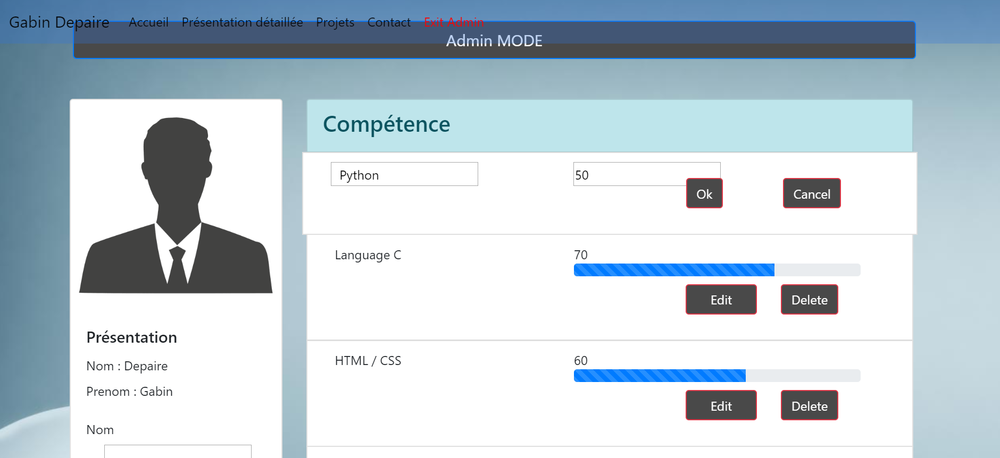 Gabin Depaire Accueil Présentation détaillée Projets Contact Exit Admin
Admin MODE
Compétence
Python 50
Ok Cancel
Language C 70
Edit Delete
HTML / CSS 60
Edit Delete
Présentation
Nom : Depaire
Prenom : Gabin
Nom